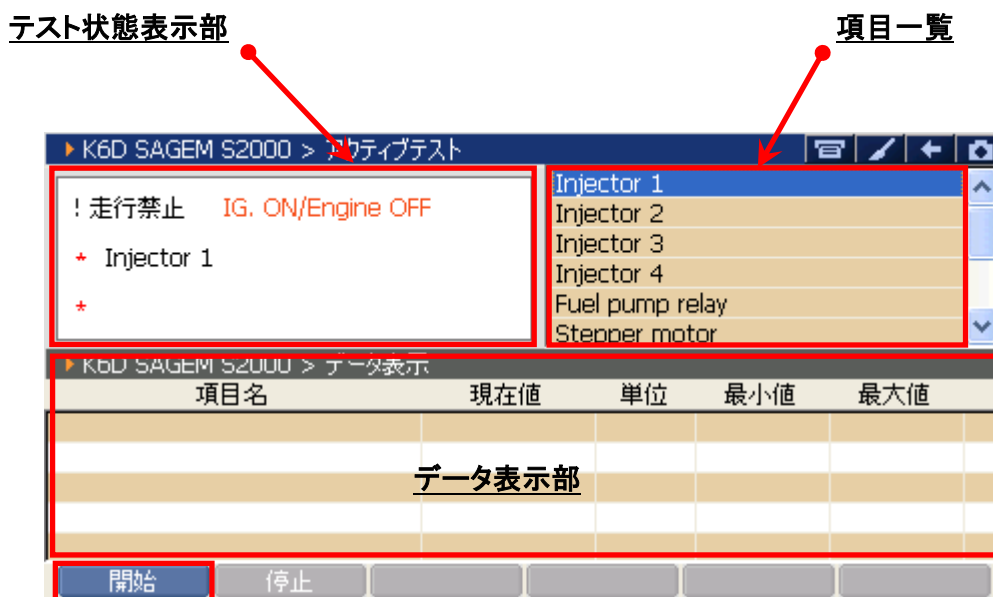 テスト状態表示部
項目一覧
K6D SAGEM S2000 > アクティブテスト
! 走行禁止 IG. ON/Engine OFF
* Injector 1
*
Injector 1
Injector 2
Injector 3
Injector 4
Fuel pump relay
Stepper motor
K6D SAGEM S2000 > データ表示
項目名 現在値 単位 最小値 最大値
データ表示部
開始 停止